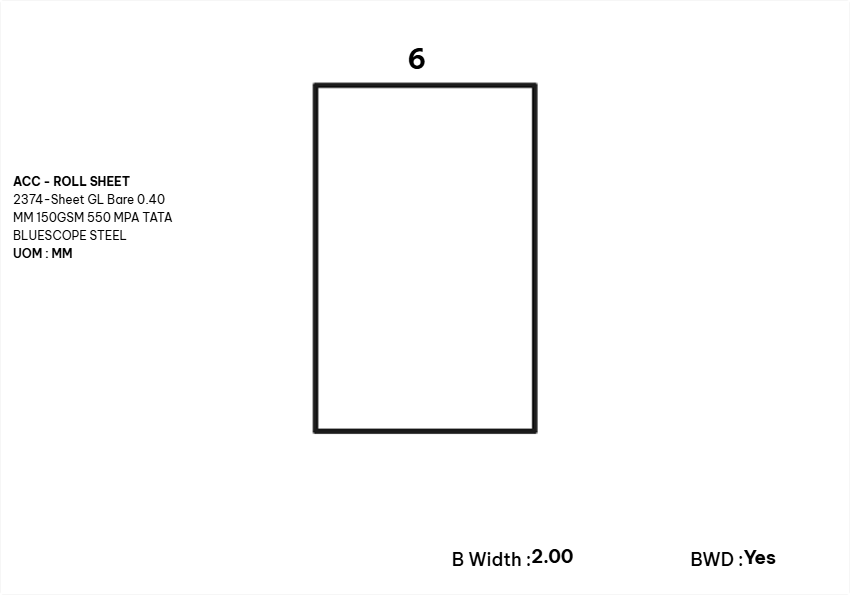 6
ACC - ROLL SHEET
2374-Sheet GL Bare 0.40
MM 150GSM 550 MPA TATA
BLUESCOPE STEEL
UOM : MM
B Width :2.00 BWD :Yes